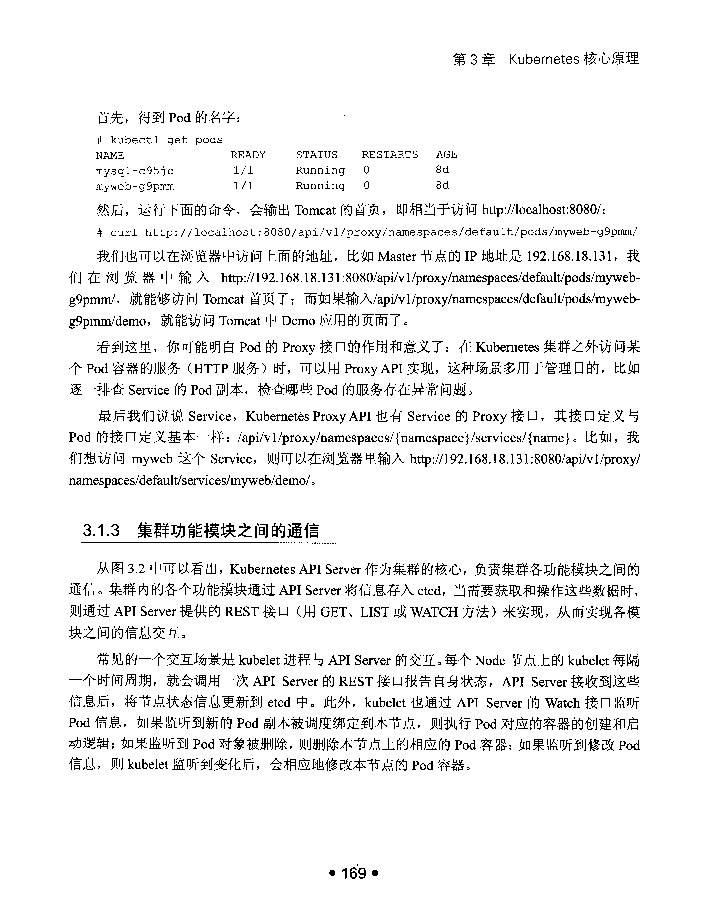 第 3 章 Kubernetes 核心原理
首先，得到 Pod 的名字：
# kubectl get pods
NAME READY STATUS RESTARTS AGE
mysql-c95jc 1/1 Running 0 8d
myweb-g9pmm 1/1 Running 0 8d
然后，运行下面的命令，会输出 Tomcat 的首页，即相当于访问 http://localhost:8080/：
# curl http://localhost:8080/api/v1/proxy/namespaces/default/pods/myweb-g9pmm/
我们也可以在浏览器中访问上面的地址，比如 Master 节点的 IP 地址是 192.168.18.131，我
们在浏览器中输入 http://192.168.18.131:8080/api/v1/proxy/namespaces/default/pods/myweb-
g9pmm/，就能够访问 Tomcat 首页了；而如果输入/api/v1/proxy/namespaces/default/pods/myweb-
g9pmm/demo，就能访问 Tomcat 中 Demo 应用的页面了。
看到这里，你可能明白 Pod 的 Proxy 接口的作用和意义了：在 Kubernetes 集群之外访问某
个 Pod 容器的服务（HTTP 服务）时，可以用 Proxy API 实现，这种场景多用于管理目的，比如
逐一排查 Service 的 Pod 副本，检查哪些 Pod 的服务存在异常问题。
最后我们说说 Service，Kubernetes Proxy API 也有 Service 的 Proxy 接口，其接口定义与
Pod 的接口定义基本一样：/api/v1/proxy/namespaces/{namespace}/services/{name}。比如，我
们想访问 myweb 这个 Service，则可以在浏览器里输入 http://192.168.18.131:8080/api/v1/proxy/
namespaces/default/services/myweb/demo/。
3.1.3 集群功能模块之间的通信
从图 3.2 中可以看出，Kubernetes API Server 作为集群的核心，负责集群各功能模块之间的
通信。集群内的各个功能模块通过 API Server 将信息存入 etcd，当需要获取和操作这些数据时，
则通过 API Server 提供的 REST 接口（用 GET、LIST 或 WATCH 方法）来实现，从而实现各模
块之间的信息交互。
常见的一个交互场景是 kubelet 进程与 API Server 的交互。每个 Node 节点上的 kubelet 每隔
一个时间周期，就会调用一次 API Server 的 REST 接口报告自身状态，API Server 接收到这些
信息后，将节点状态信息更新到 etcd 中。此外，kubelet 也通过 API Server 的 Watch 接口监听
Pod 信息，如果监听到新的 Pod 副本被调度绑定到本节点，则执行 Pod 对应的容器的创建和启
动逻辑；如果监听到 Pod 对象被删除，则删除本节点上的相应的 Pod 容器；如果监听到修改 Pod
信息，则 kubelet 监听到变化后，会相应地修改本节点的 Pod 容器。
• 169 •